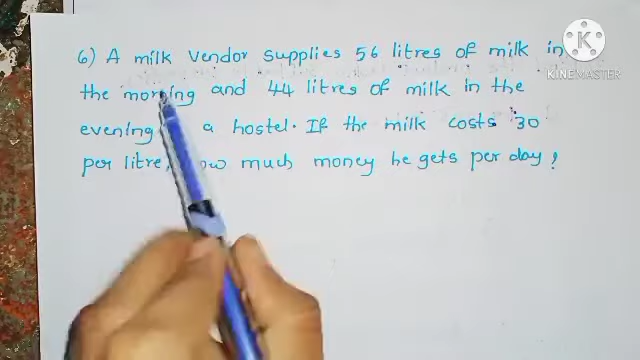 6) A milk vendor supplies 56 litres of milk in
the morning and 44 litres of milk in the
evening a hostel. If the milk costs 30
per litre, how much money he gets per day?
K
KINEMASTER